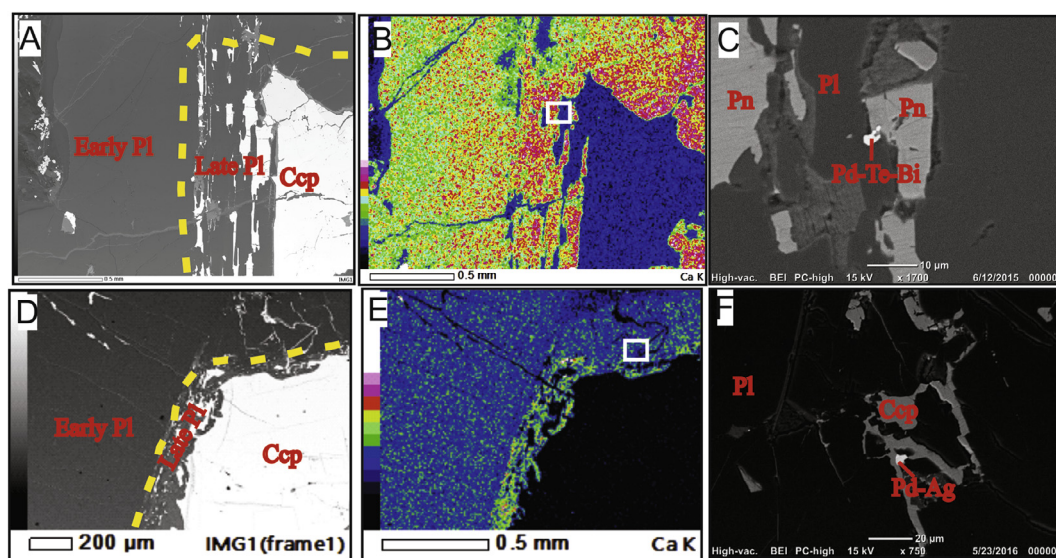 A
Early Pl
Late Pl
Ccp
0.5 mm
IMG1
B
0.5 mm
Ca K
C
Pn
Pl
Pn
Pd-Te-Bi
10 µm
High-vac. BEI PC-high 15 kV x 1700 6/12/2015 00000
D
Early Pl
Late Pl
Ccp
200 µm
IMG1(frame1)
E
0.5 mm
Ca K
F
Pl
Ccp
Pd-Ag
20 µm
High-vac. BEI PC-high 15 kV x 750 5/23/2016 00000